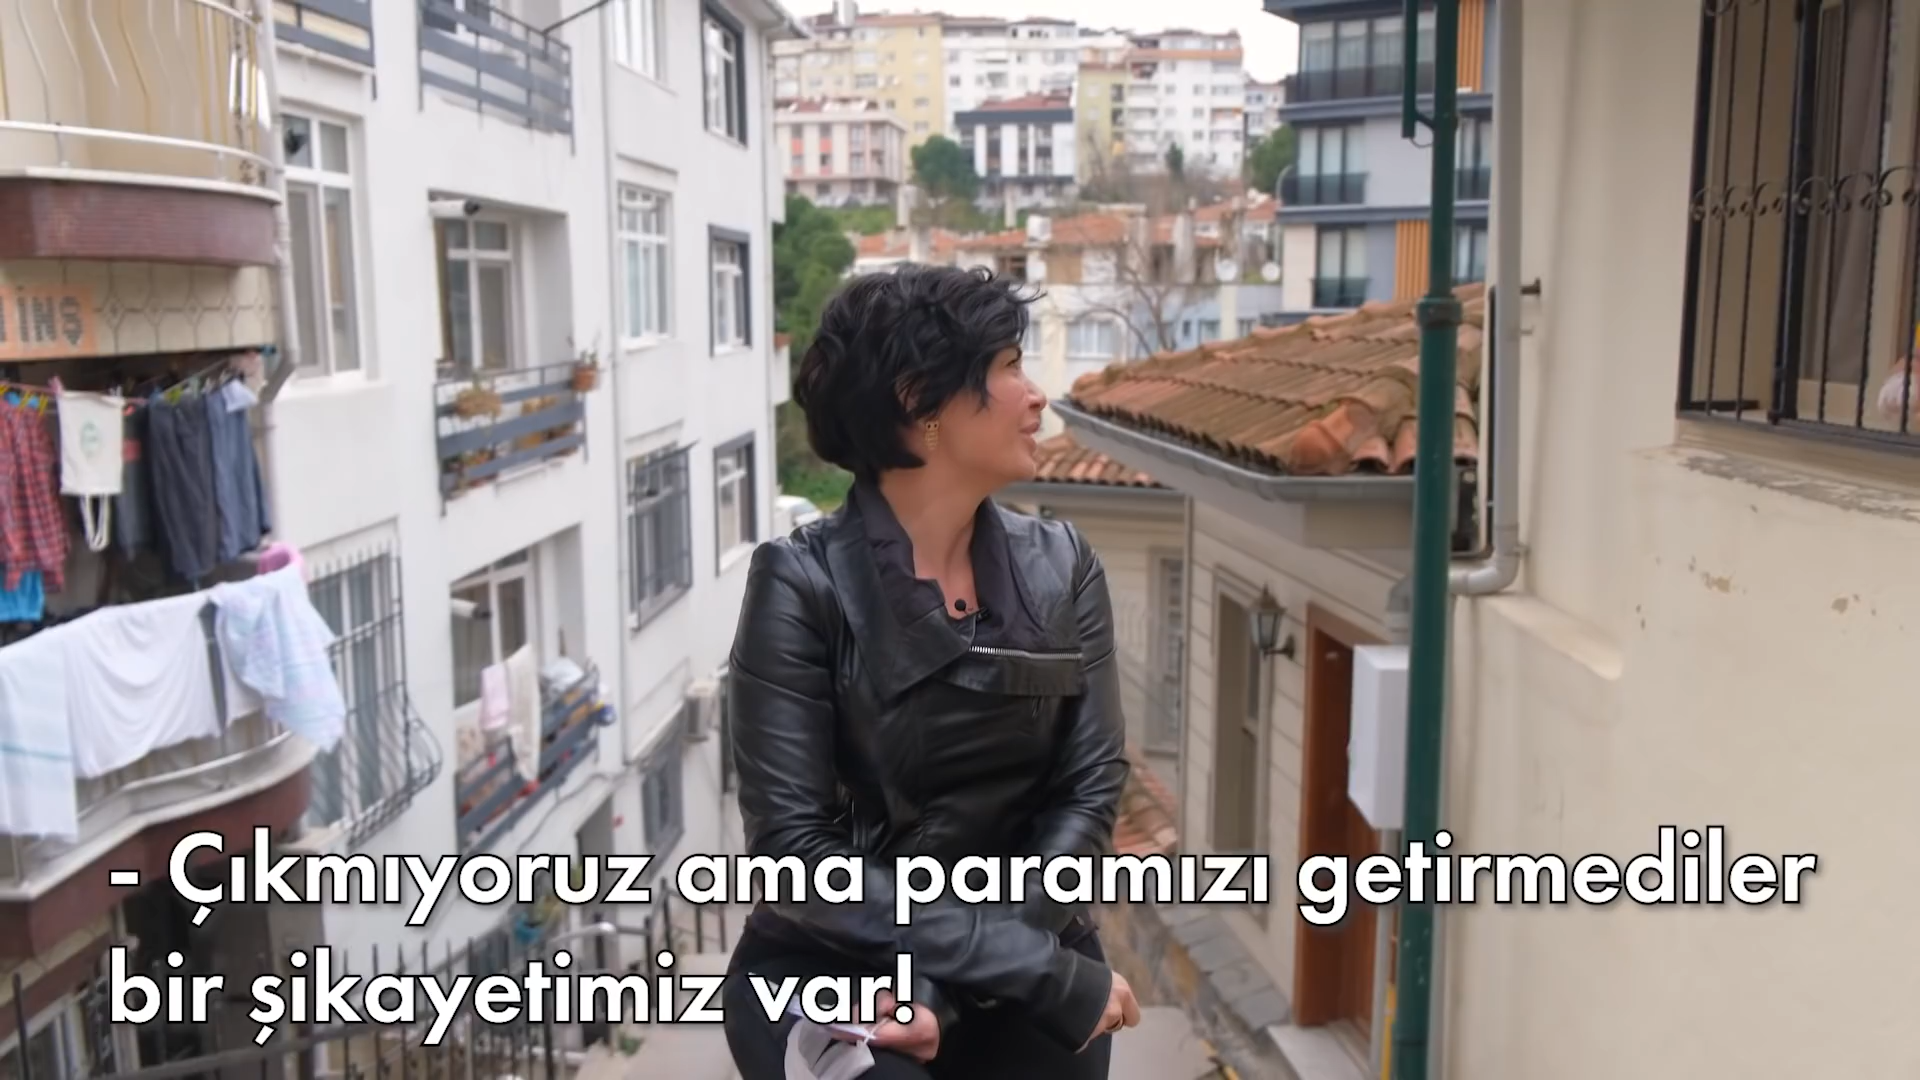 - Çıkmıyoruz ama paramızı getirmediler
bir şikayetimiz var!